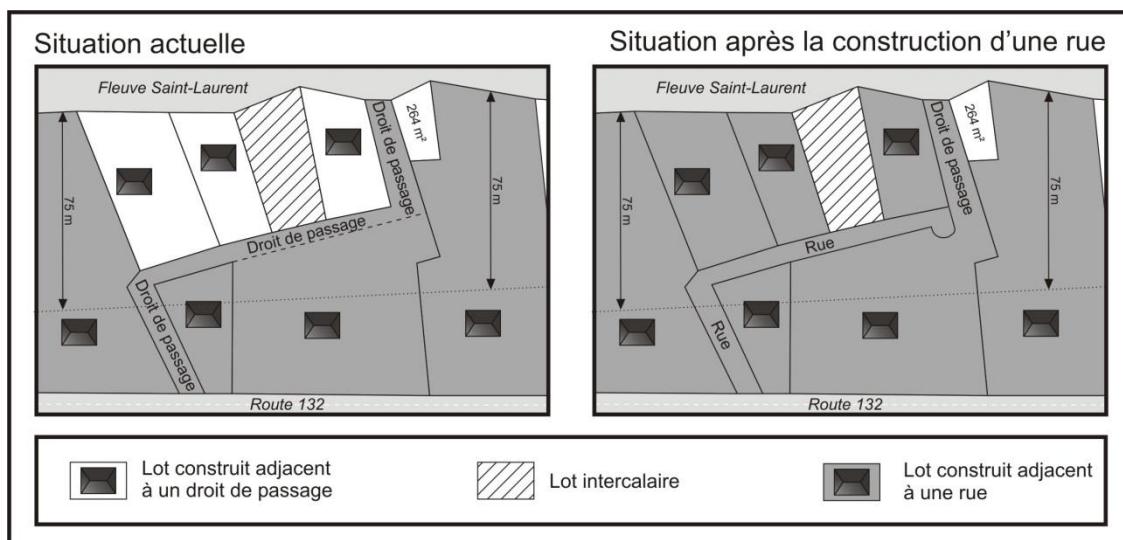 Situation actuelle
Fleuve Saint-Laurent
75 m
264 m²
Droit de passage
75 m
Droit de passage
Droit de passage
Route 132
Situation après la construction d'une rue
Fleuve Saint-Laurent
75 m
264 m²
Droit de passage
75 m
Rue
Rue
Route 132
Lot construit adjacent
à un droit de passage
Lot intercalaire
Lot construit adjacent
à une rue